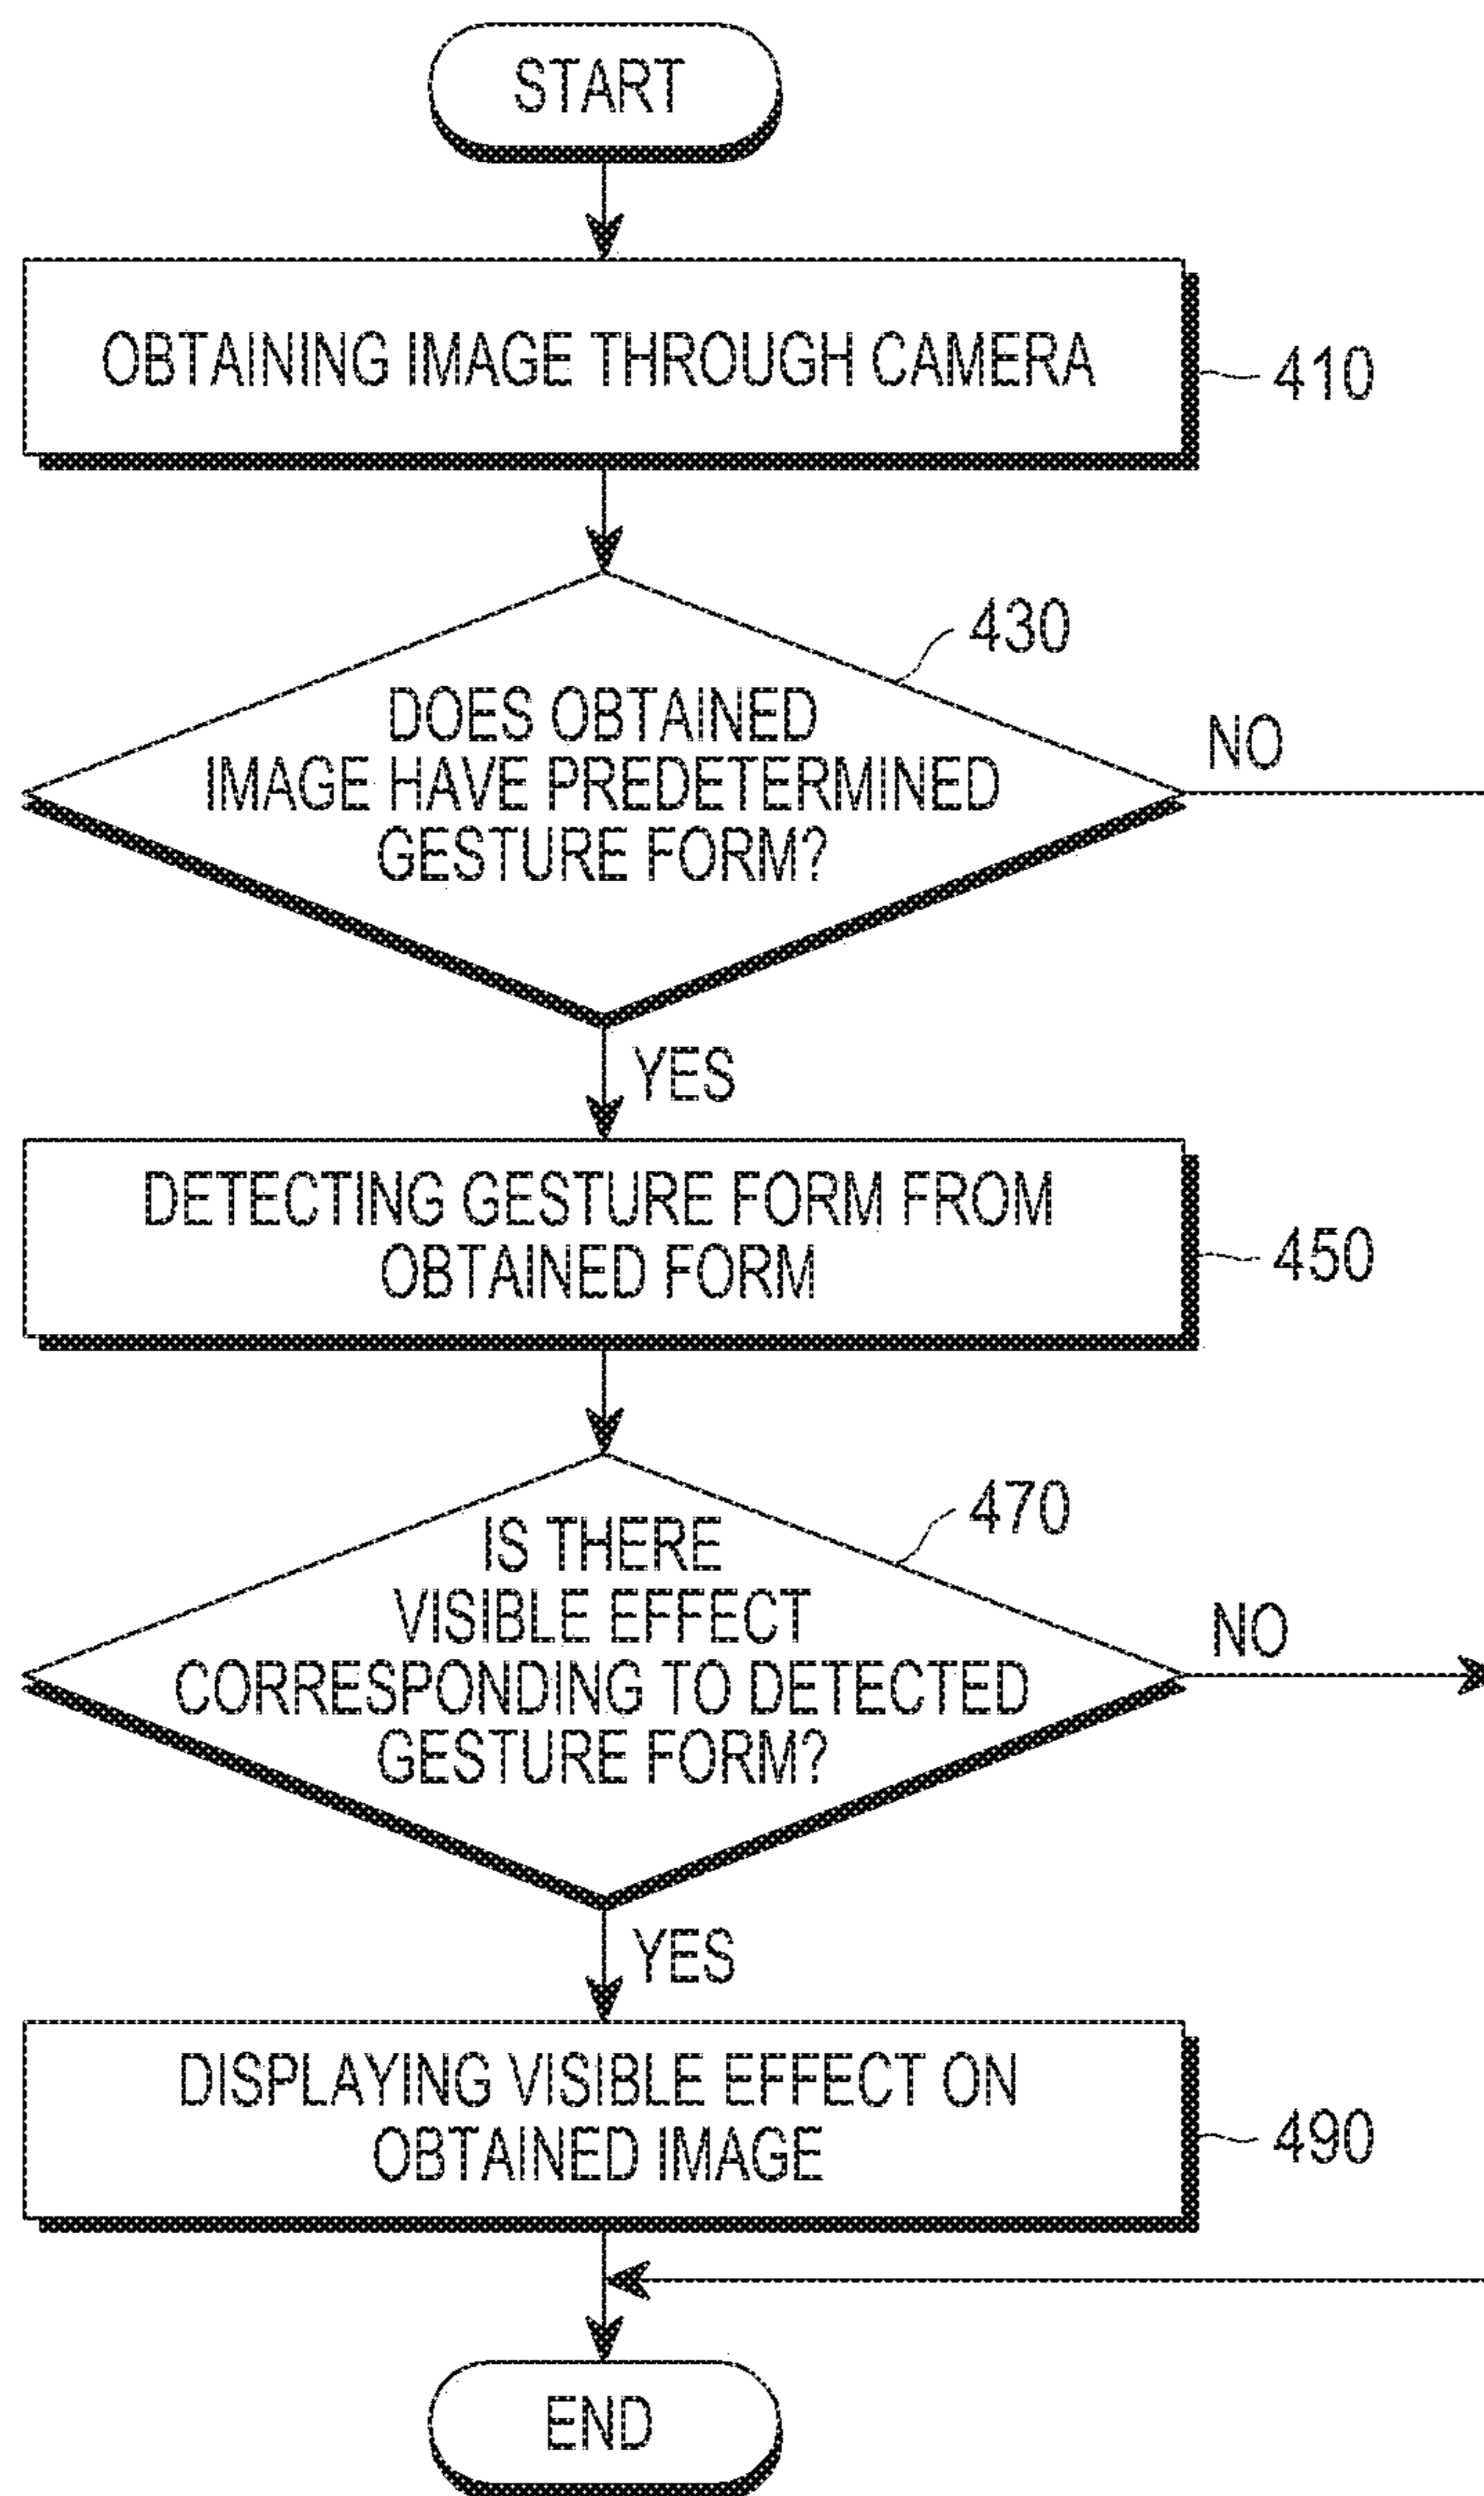 START
OBTAINING IMAGE THROUGH CAMERA
410
430
DOES OBTAINED
IMAGE HAVE PREDETERMINED
GESTURE FORM?
NO
YES
DETECTING GESTURE FORM FROM
OBTAINED FORM
450
470
IS THERE
VISIBLE EFFECT
CORRESPONDING TO DETECTED
GESTURE FORM?
NO
YES
DISPLAYING VISIBLE EFFECT ON
OBTAINED IMAGE
490
END